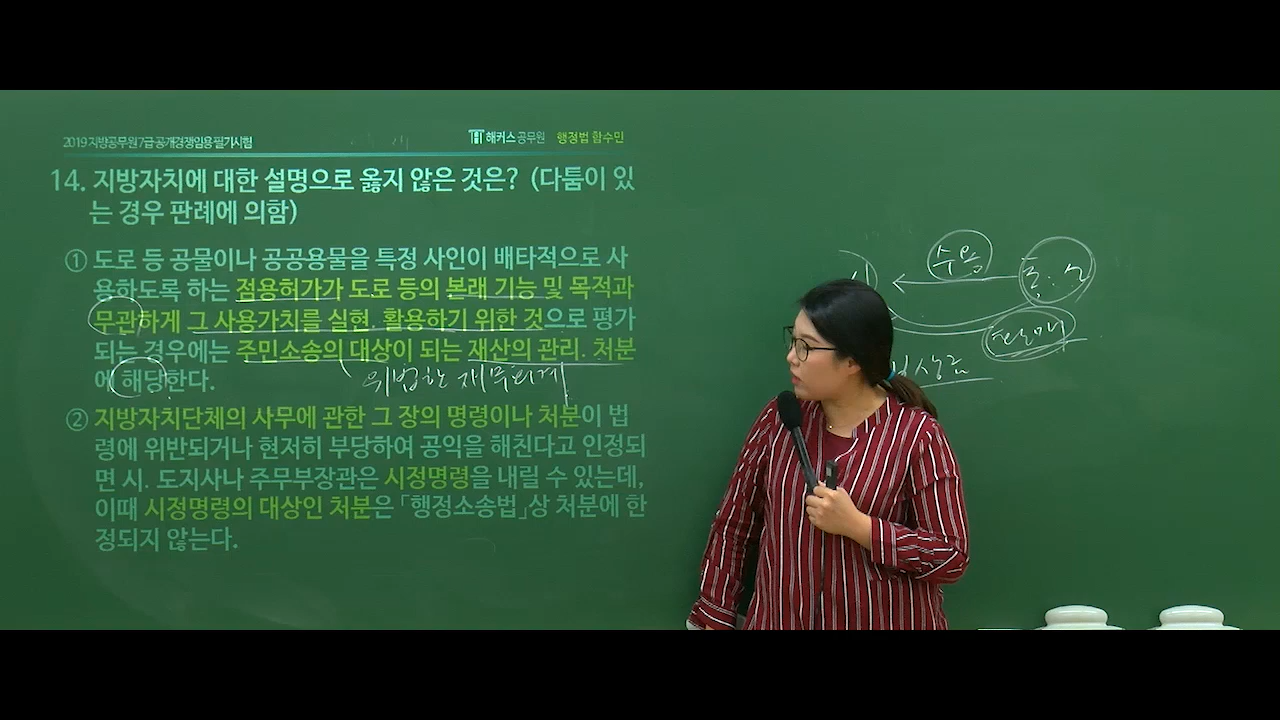 2019 지방공무원 7급 공개경쟁임용 필기시험
해커스공무원 행정법 함수민
14. 지방자치에 대한 설명으로 옳지 않은 것은? (다툼이 있
는 경우 판례에 의함)
① 도로 등 공물이나 공공용물을 특정 사인이 배타적으로 사
용하도록 하는 점용허가가 도로 등의 본래 기능 및 목적과
무관하게 그 사용가치를 실현․활용하기 위한 것으로 평가
되는 경우에는 주민소송의 대상이 되는 재산의 관리․처분
에 해당한다.
위법한 재무회계
② 지방자치단체의 사무에 관한 그 장의 명령이나 처분이 법
령에 위반되거나 현저히 부당하여 공익을 해친다고 인정되
면 시․도지사나 주무부장관은 시정명령을 내릴 수 있는데,
이때 시정명령의 대상인 처분은 「행정소송법」상 처분에 한
정되지 않는다.
수용